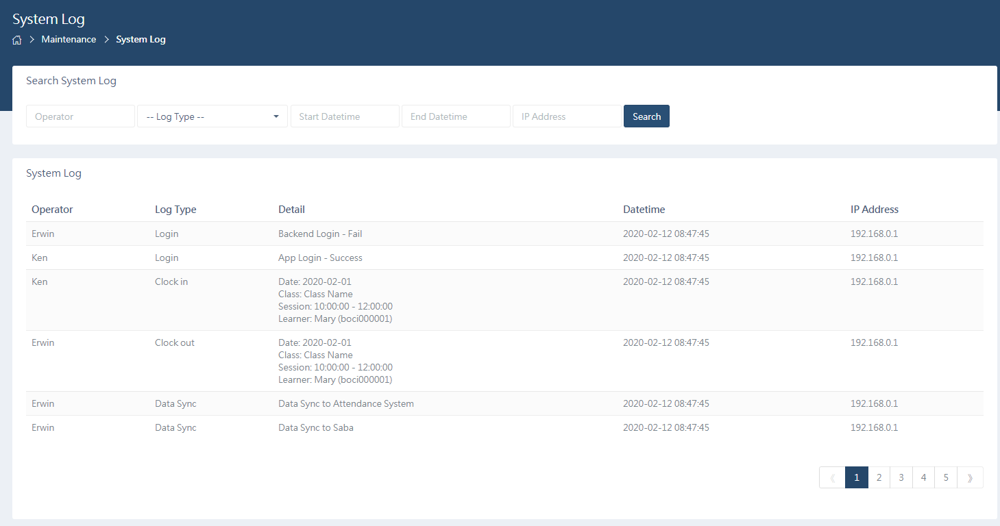 System Log
Maintenance > System Log
Search System Log
Operator -- Log Type -- Start Datetime End Datetime IP Address Search
System Log
Operator Log Type Detail Datetime IP Address
Erwin Login Backend Login - Fail 2020-02-12 08:47:45 192.168.0.1
Ken Login App Login - Success 2020-02-12 08:47:45 192.168.0.1
Ken Clock in Date: 2020-02-01 2020-02-12 08:47:45 192.168.0.1
Class: Class Name
Session: 10:00:00 - 12:00:00
Learner: Mary (boci000001)
Erwin Clock out Date: 2020-02-01 2020-02-12 08:47:45 192.168.0.1
Class: Class Name
Session: 10:00:00 - 12:00:00
Learner: Mary (boci000001)
Erwin Data Sync Data Sync to Attendance System 2020-02-12 08:47:45 192.168.0.1
Erwin Data Sync Data Sync to Saba 2020-02-12 08:47:45 192.168.0.1
《 1 2 3 4 5 》